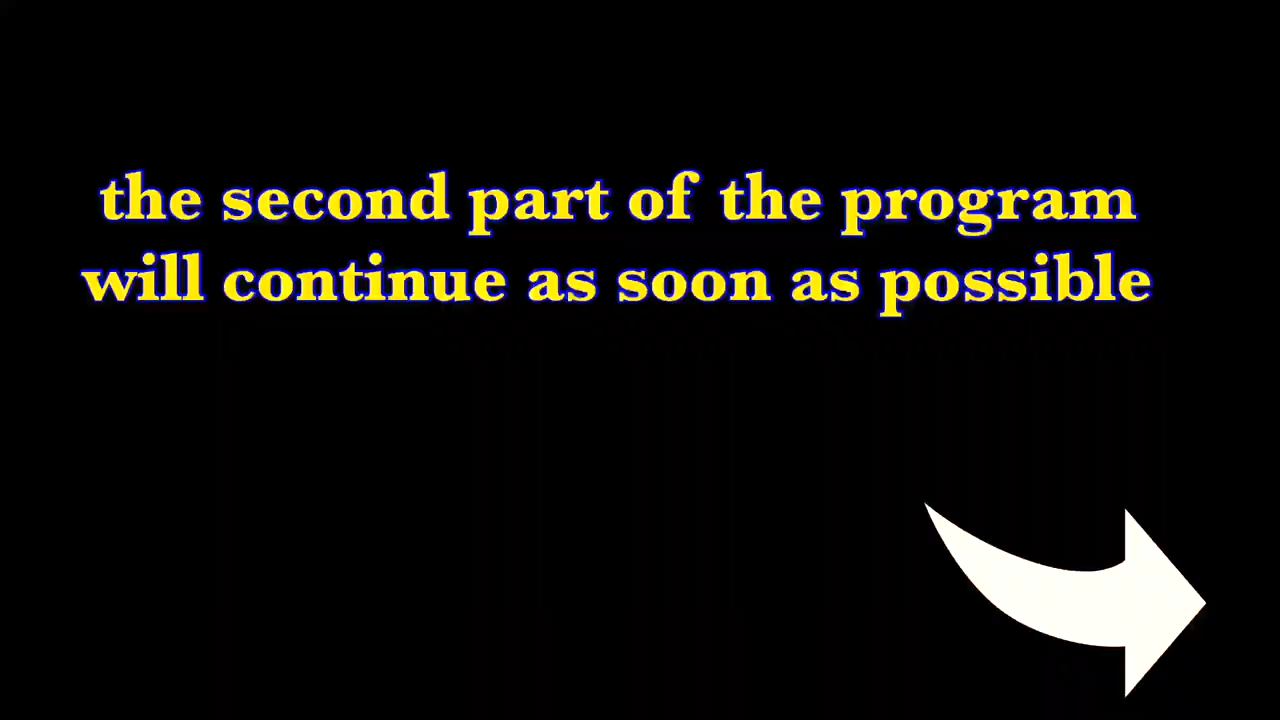 the second part of the program
will continue as soon as possible